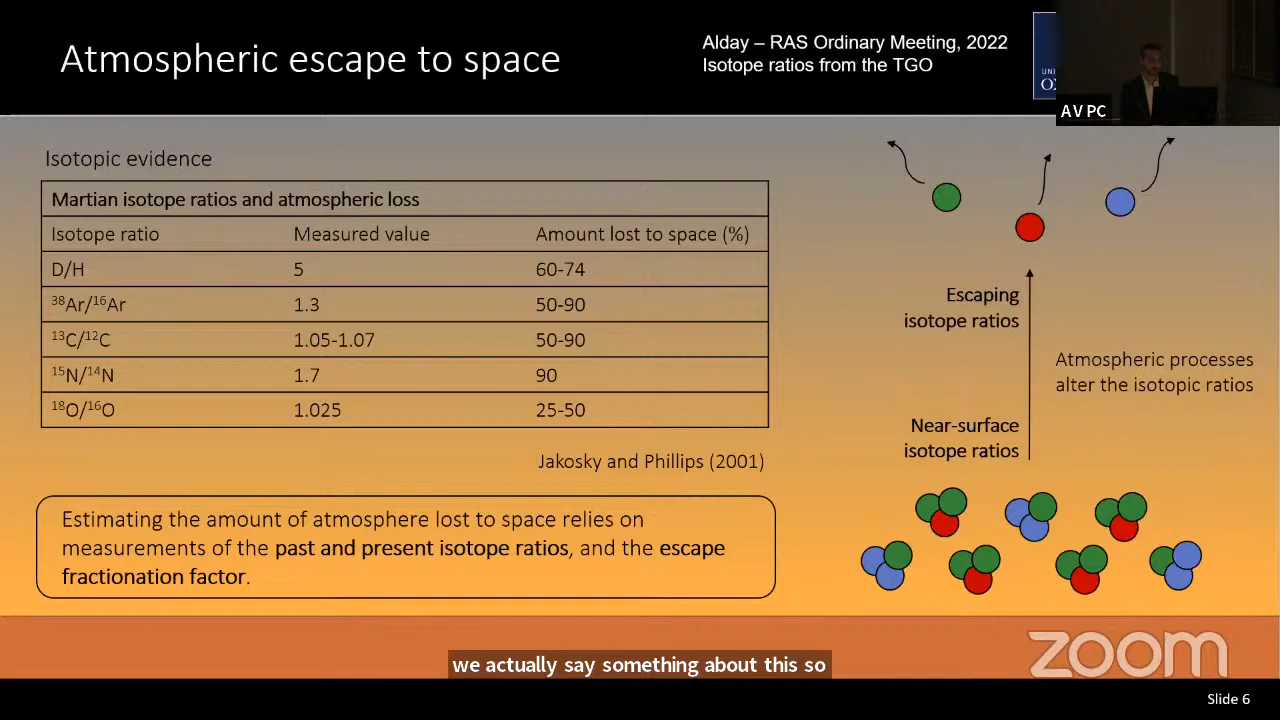 Atmospheric escape to space
Alday – RAS Ordinary Meeting, 2022
Isotope ratios from the TGO
UNI
OX
AV PC
Isotopic evidence
Martian isotope ratios and atmospheric loss
Isotope ratio Measured value Amount lost to space (%)
D/H 5 60-74
³⁸Ar/¹⁶Ar 1.3 50-90
¹³C/¹²C 1.05-1.07 50-90
¹⁵N/¹⁴N 1.7 90
¹⁸O/¹⁶O 1.025 25-50
Jakosky and Phillips (2001)
Estimating the amount of atmosphere lost to space relies on
measurements of the past and present isotope ratios, and the escape
fractionation factor.
Escaping
isotope ratios
Atmospheric processes
alter the isotopic ratios
Near-surface
isotope ratios
we actually say something about this so
zoom
Slide 6